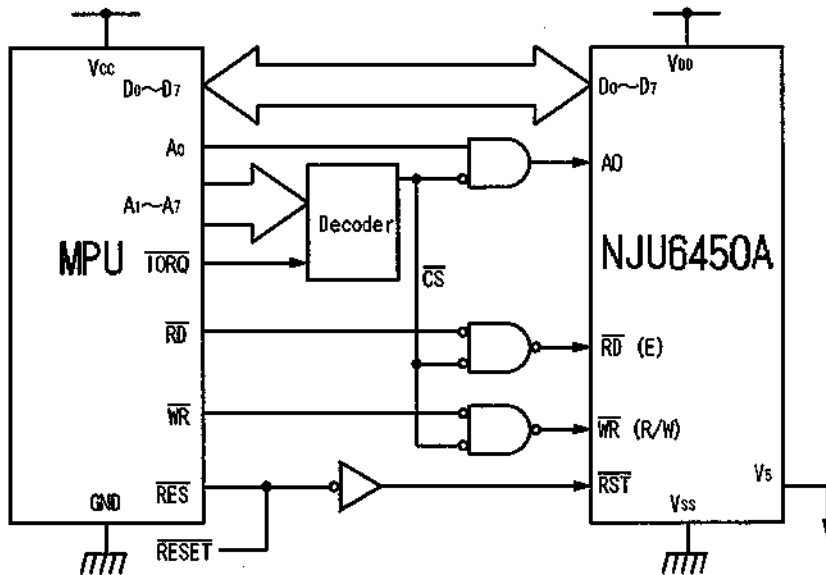 VCC
D0～D7
A0
A1～A7
MPU
IORQ
RD
WR
RES
GND
RESET
Decoder
CS
VDD
D0～D7
A0
NJU6450A
RD (E)
WR (R/W)
RST
V5
VSS